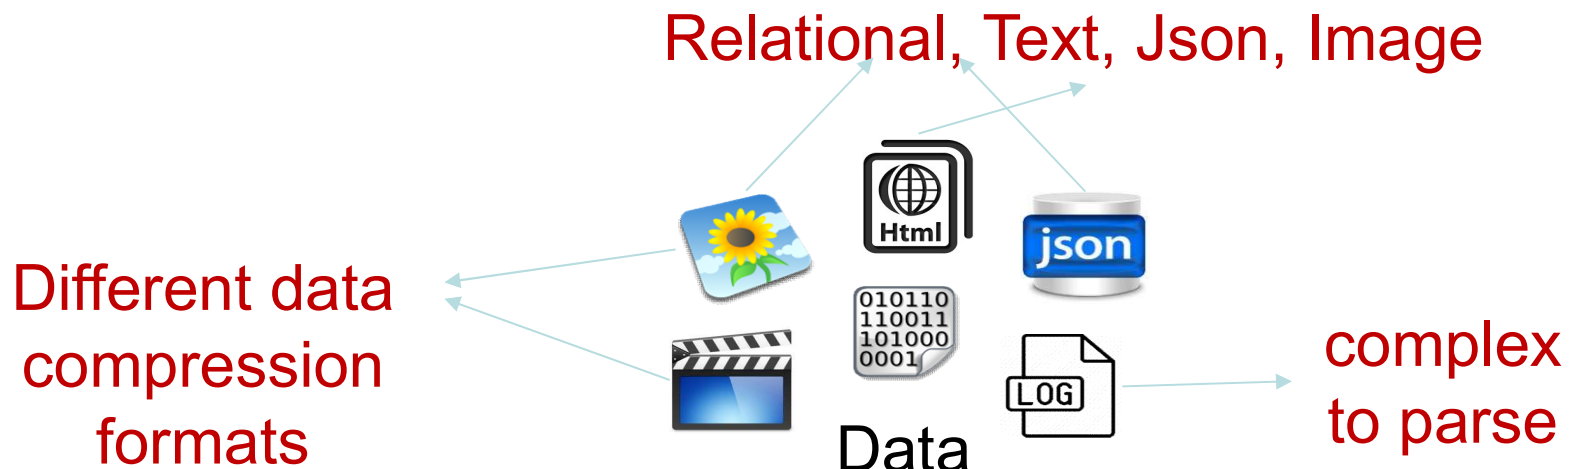 Relational, Text, Json, Image
Html
json
Different data
compression
formats
010110
110011
101000
0001
LOG
complex
to parse
Data